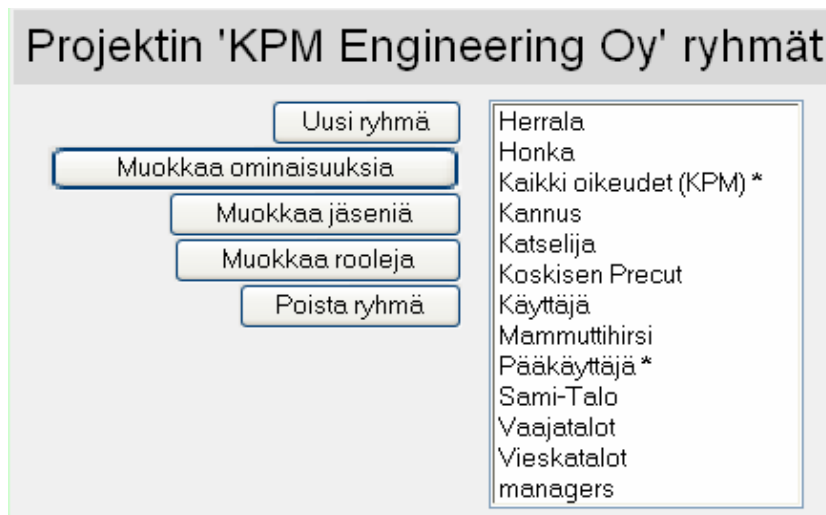 Projektin 'KPM Engineering Oy' ryhmät
Uusi ryhmä
Muokkaa ominaisuuksia
Muokkaa jäseniä
Muokkaa rooleja
Poista ryhmä
Herrala
Honka
Kaikki oikeudet (KPM) *
Kannus
Katselija
Koskisen Precut
Käyttäjä
Mammuttihirsi
Pääkäyttäjä *
Sami-Talo
Vaajatalot
Vieskatalot
managers